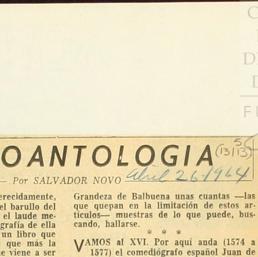 OANTOLOGIA
(13/13)
— Por SALVADOR NOVO
Abril 26-1964
erecidamente,
el barullo del
el laude me-
grafía de ella
un libro que
que más la
e viene a ser
Grandeza de Balbuena unas cuantas —las
que quepan en la limitación de estos ar-
tículos— muestras de lo que puede, bus-
cando, hallarse.
* * *
VAMOS al XVI. Por aquí anda (1574 a
1577) el comediógrafo español Juan de